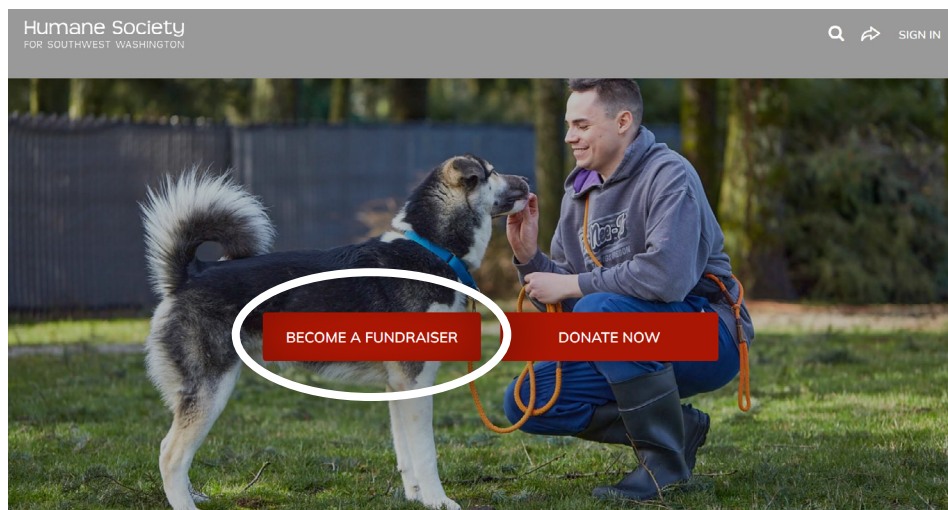 Humane Society
FOR SOUTHWEST WASHINGTON
SIGN IN
BECOME A FUNDRAISER
DONATE NOW